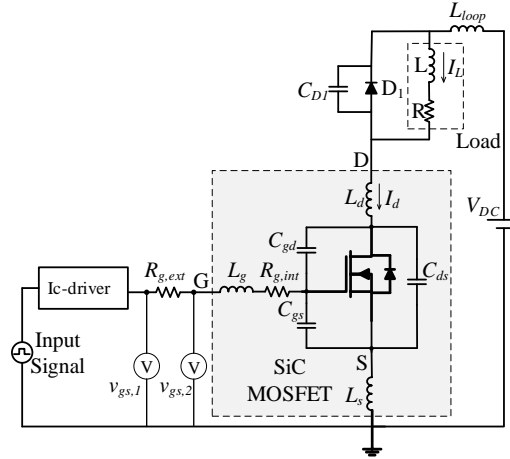 L_loop
L
I_L
C_D1
D_1
R
Load
D
V_DC
L_d
I_d
C_gd
R_g,ext
G
L_g
R_g,int
C_ds
Ic-driver
C_gs
Input
Signal
V
V
S
v_gs,1
v_gs,2
SiC
MOSFET
L_s